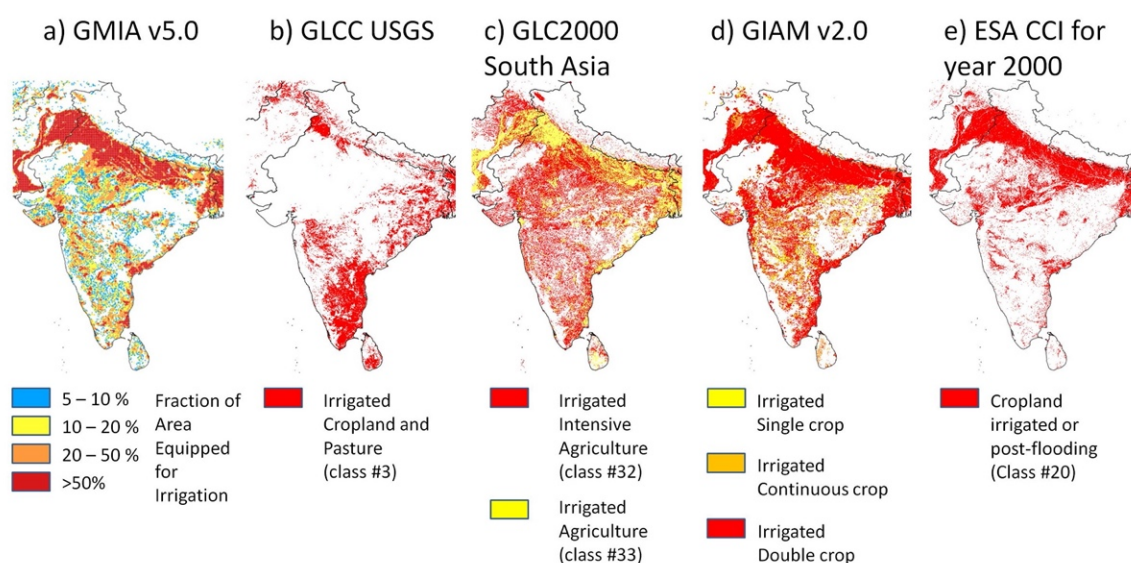 a) GMIA v5.0
b) GLCC USGS
c) GLC2000
South Asia
d) GIAM v2.0
e) ESA CCI for
year 2000
5 – 10 %
10 – 20 %
20 – 50 %
>50%
Fraction of
Area
Equipped
for
Irrigation
Irrigated
Cropland and
Pasture
(class #3)
Irrigated
Intensive
Agriculture
(class #32)
Irrigated
Agriculture
(class #33)
Irrigated
Single crop
Irrigated
Continuous crop
Irrigated
Double crop
Cropland
irrigated or
post-flooding
(Class #20)